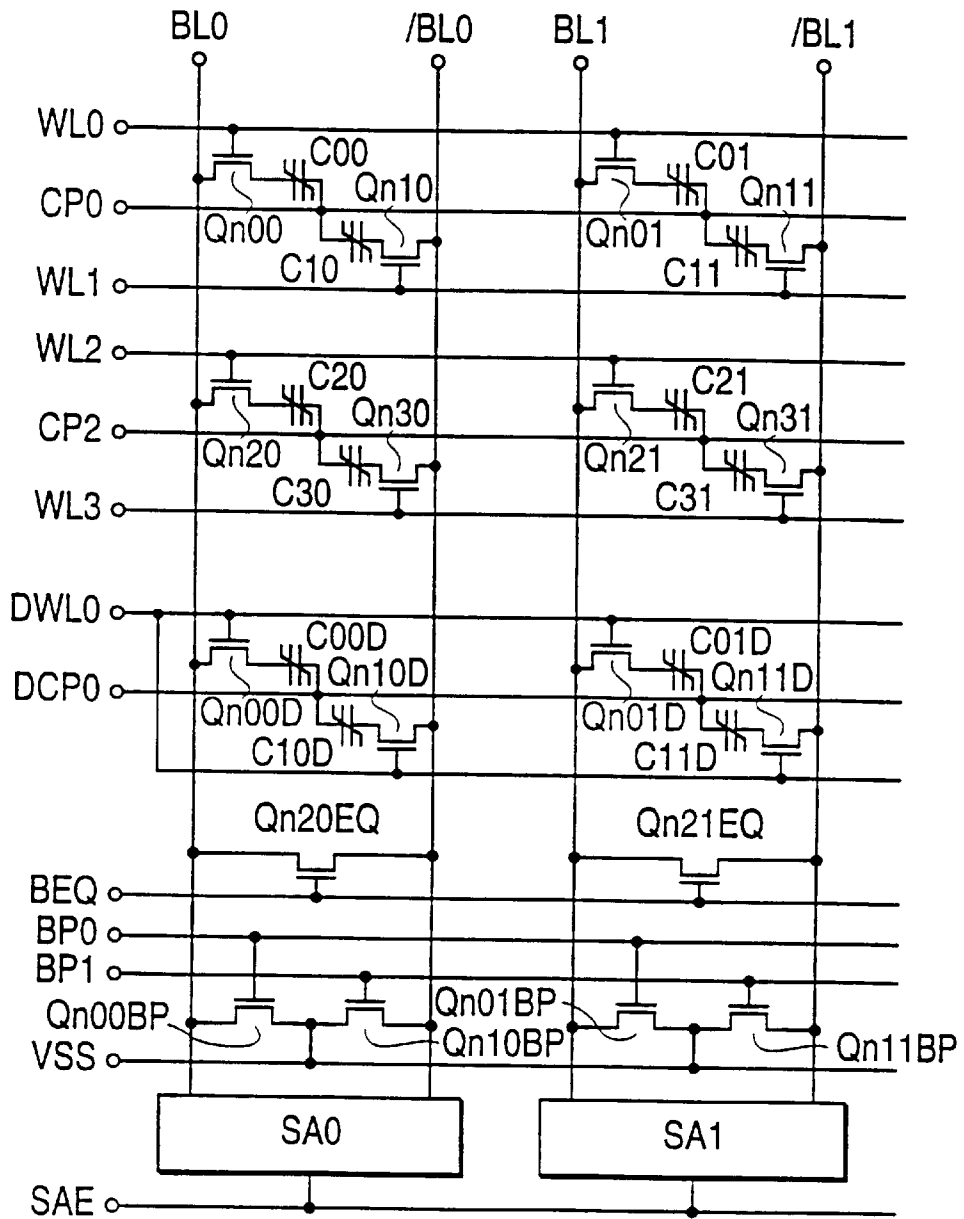 BL0 /BL0 BL1 /BL1
WL0
C00 C01
Qn10 Qn11
CP0
Qn00 Qn01
C10 C11
WL1
WL2
C20 C21
Qn30 Qn31
CP2
Qn20 Qn21
C30 C31
WL3
DWL0
C00D C01D
Qn10D Qn11D
DCP0
Qn00D Qn01D
C10D C11D
Qn20EQ Qn21EQ
BEQ
BP0
BP1
Qn00BP Qn01BP
Qn10BP Qn11BP
VSS
SA0 SA1
SAE